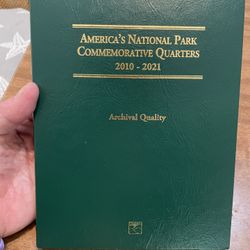 America's National Park
Commemorative Quarters
2010 - 2021
Archival Quality